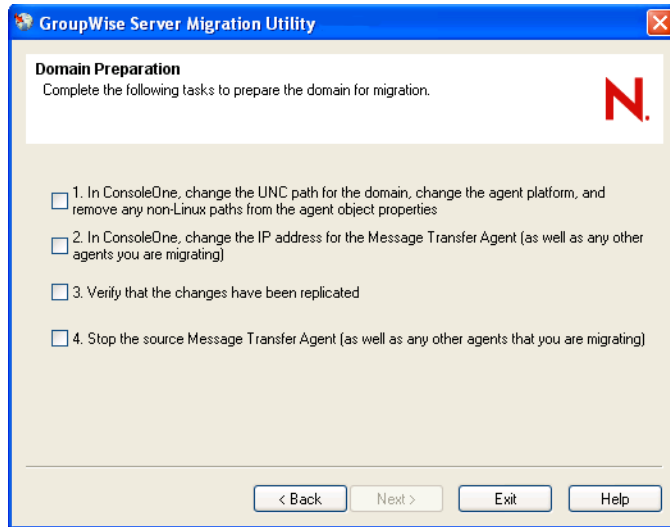 GroupWise Server Migration Utility
Domain Preparation
Complete the following tasks to prepare the domain for migration.
N.
1. In ConsoleOne, change the UNC path for the domain, change the agent platform, and
remove any non-Linux paths from the agent object properties
2. In ConsoleOne, change the IP address for the Message Transfer Agent (as well as any other
agents you are migrating)
3. Verify that the changes have been replicated
4. Stop the source Message Transfer Agent (as well as any other agents that you are migrating)
< Back Next > Exit Help